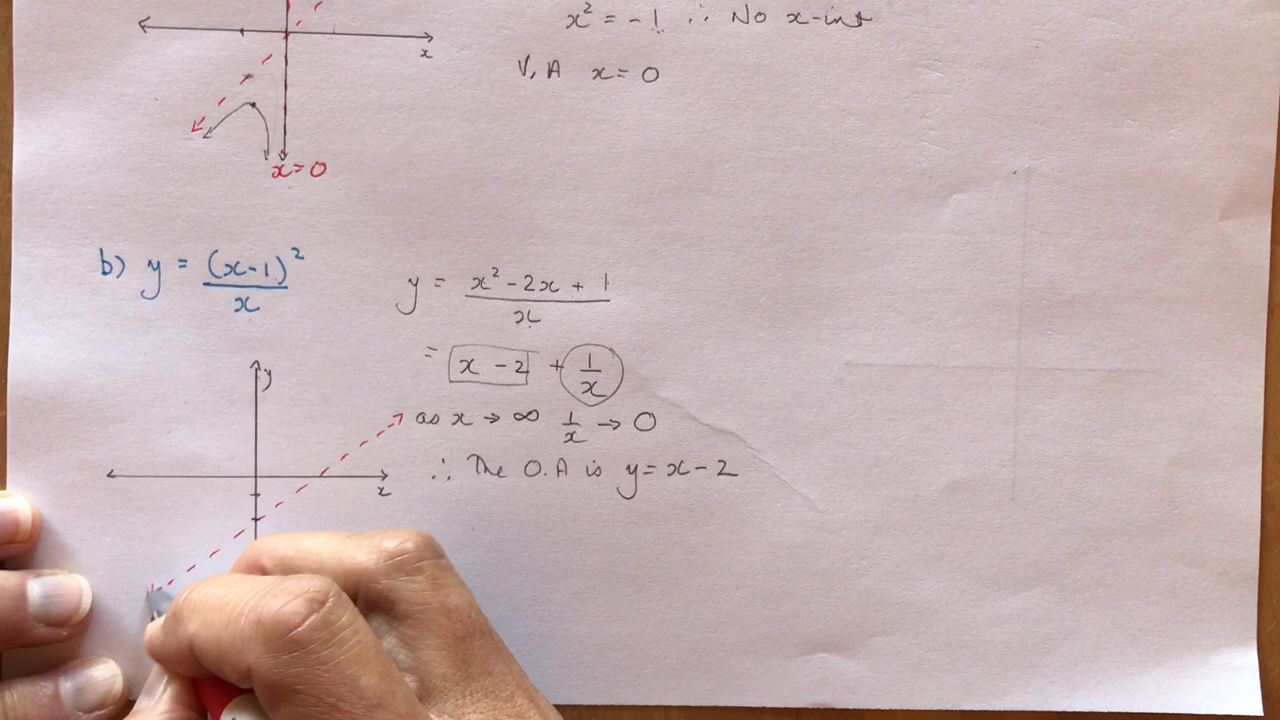 x² = -1 ∴ No x-int
x
V, A x = 0
x = 0
b) y = (x-1)²/x
y = x² - 2x + 1/x
= x - 2 + 1/x
y
as x → ∞ 1/x → 0
x
∴ The O.A is y = x - 2